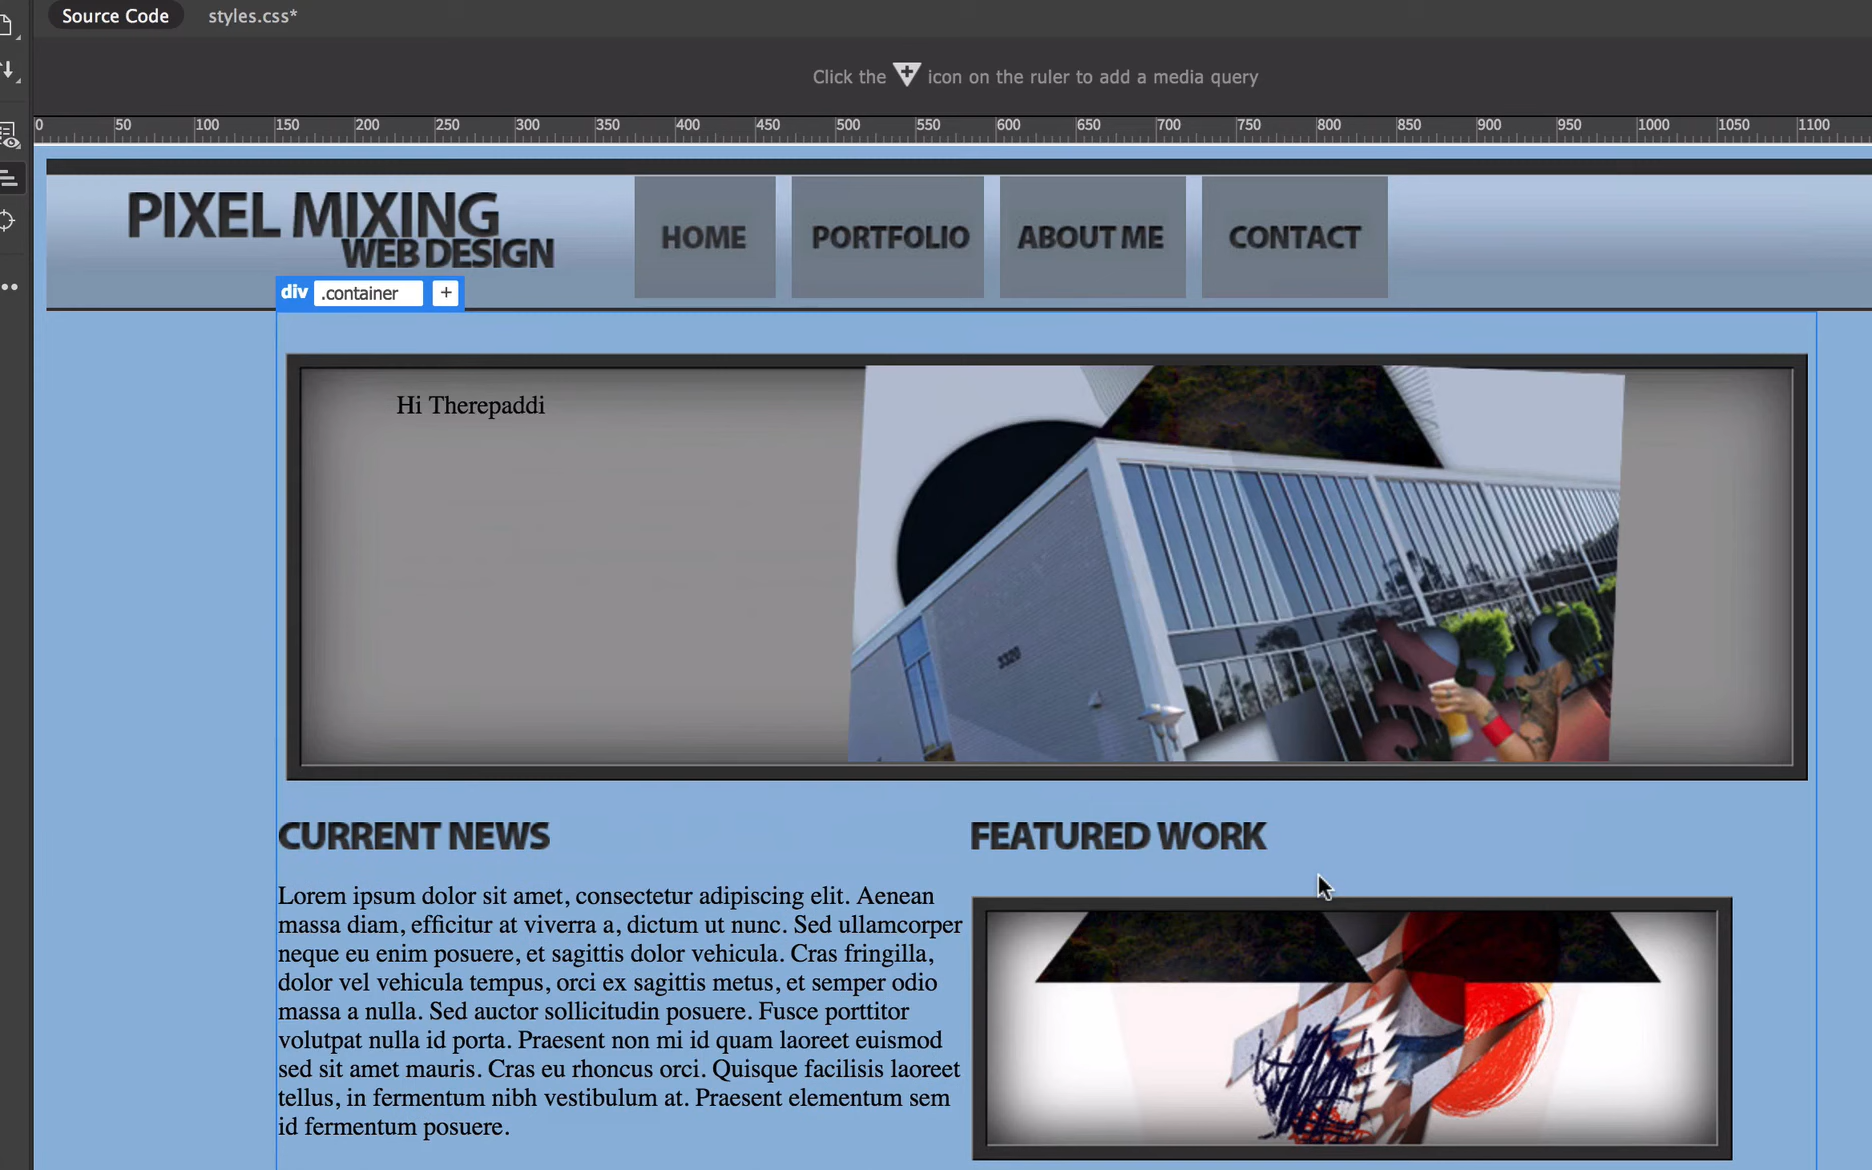 Source Code
styles.css*
Click the icon on the ruler to add a media query
0 50 100 150 200 250 300 350 400 450 500 550 600 650 700 750 800 850 900 950 1000 1050 1100
PIXEL MIXING
WEB DESIGN
HOME
PORTFOLIO
ABOUT ME
CONTACT
div .container +
Hi Therepaddi
3320
CURRENT NEWS
Lorem ipsum dolor sit amet, consectetur adipiscing elit. Aenean
massa diam, efficitur at viverra a, dictum ut nunc. Sed ullamcorper
neque eu enim posuere, et sagittis dolor vehicula. Cras fringilla,
dolor vel vehicula tempus, orci ex sagittis metus, et semper odio
massa a nulla. Sed auctor sollicitudin posuere. Fusce porttitor
volutpat nulla id porta. Praesent non mi id quam laoreet euismod
sed sit amet mauris. Cras eu rhoncus orci. Quisque facilisis laoreet
tellus, in fermentum nibh vestibulum at. Praesent elementum sem
id fermentum posuere.
FEATURED WORK